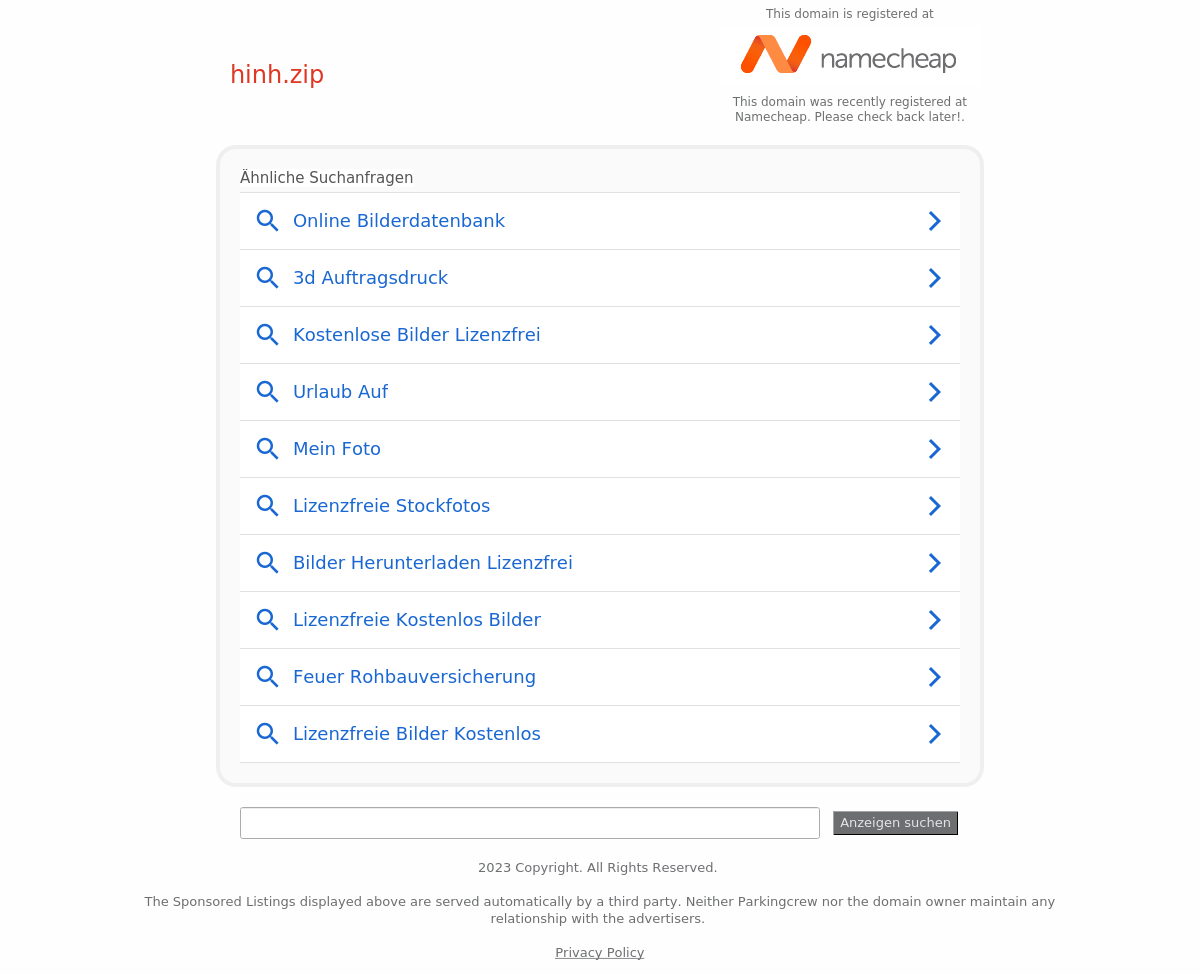 This domain is registered at
namecheap
hinh.zip
This domain was recently registered at
Namecheap. Please check back later!.
Ähnliche Suchanfragen
Online Bilderdatenbank
3d Auftragsdruck
Kostenlose Bilder Lizenzfrei
Urlaub Auf
Mein Foto
Lizenzfreie Stockfotos
Bilder Herunterladen Lizenzfrei
Lizenzfreie Kostenlos Bilder
Feuer Rohbauversicherung
Lizenzfreie Bilder Kostenlos
Anzeigen suchen
2023 Copyright. All Rights Reserved.
The Sponsored Listings displayed above are served automatically by a third party. Neither Parkingcrew nor the domain owner maintain any
relationship with the advertisers.
Privacy Policy